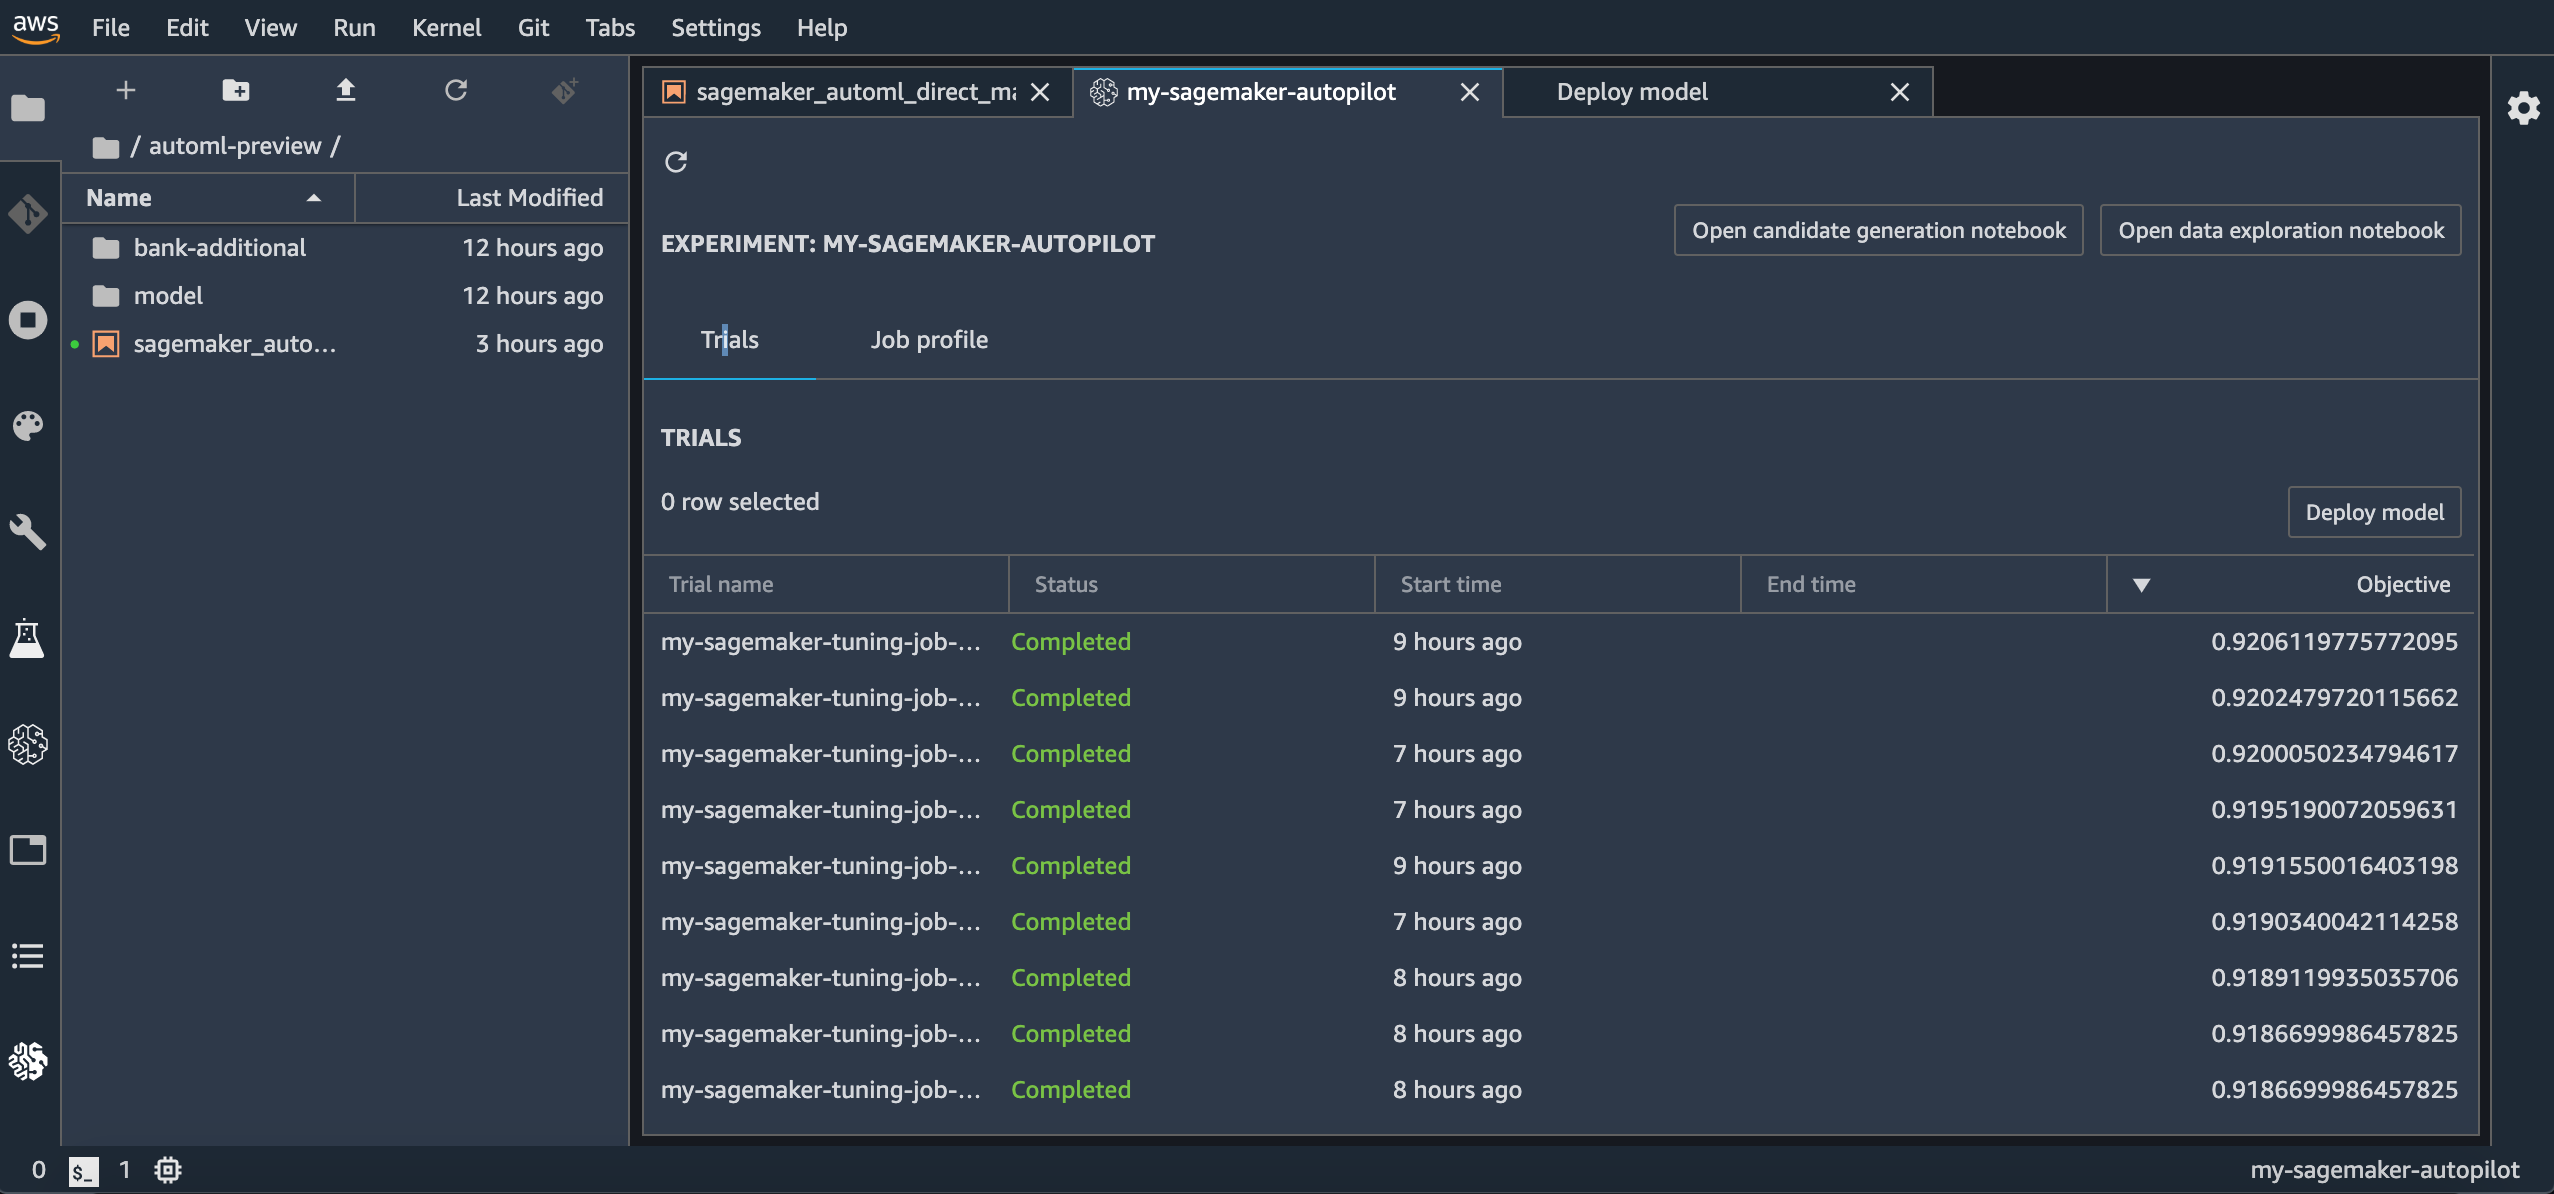 aws File Edit View Run Kernel Git Tabs Settings Help
sagemaker_automl_direct_ma my-sagemaker-autopilot Deploy model
/ automl-preview /
Name Last Modified
bank-additional 12 hours ago
model 12 hours ago
sagemaker_auto... 3 hours ago
EXPERIMENT: MY-SAGEMAKER-AUTOPILOT
Open candidate generation notebook Open data exploration notebook
Trials Job profile
TRIALS
0 row selected
Deploy model
Trial name Status Start time End time Objective
my-sagemaker-tuning-job-... Completed 9 hours ago 0.9206119775772095
my-sagemaker-tuning-job-... Completed 9 hours ago 0.9202479720115662
my-sagemaker-tuning-job-... Completed 7 hours ago 0.9200050234794617
my-sagemaker-tuning-job-... Completed 7 hours ago 0.9195190072059631
my-sagemaker-tuning-job-... Completed 9 hours ago 0.9191550016403198
my-sagemaker-tuning-job-... Completed 7 hours ago 0.9190340042114258
my-sagemaker-tuning-job-... Completed 8 hours ago 0.9189119935035706
my-sagemaker-tuning-job-... Completed 8 hours ago 0.9186699986457825
my-sagemaker-tuning-job-... Completed 8 hours ago 0.9186699986457825
0 $_ 1 my-sagemaker-autopilot